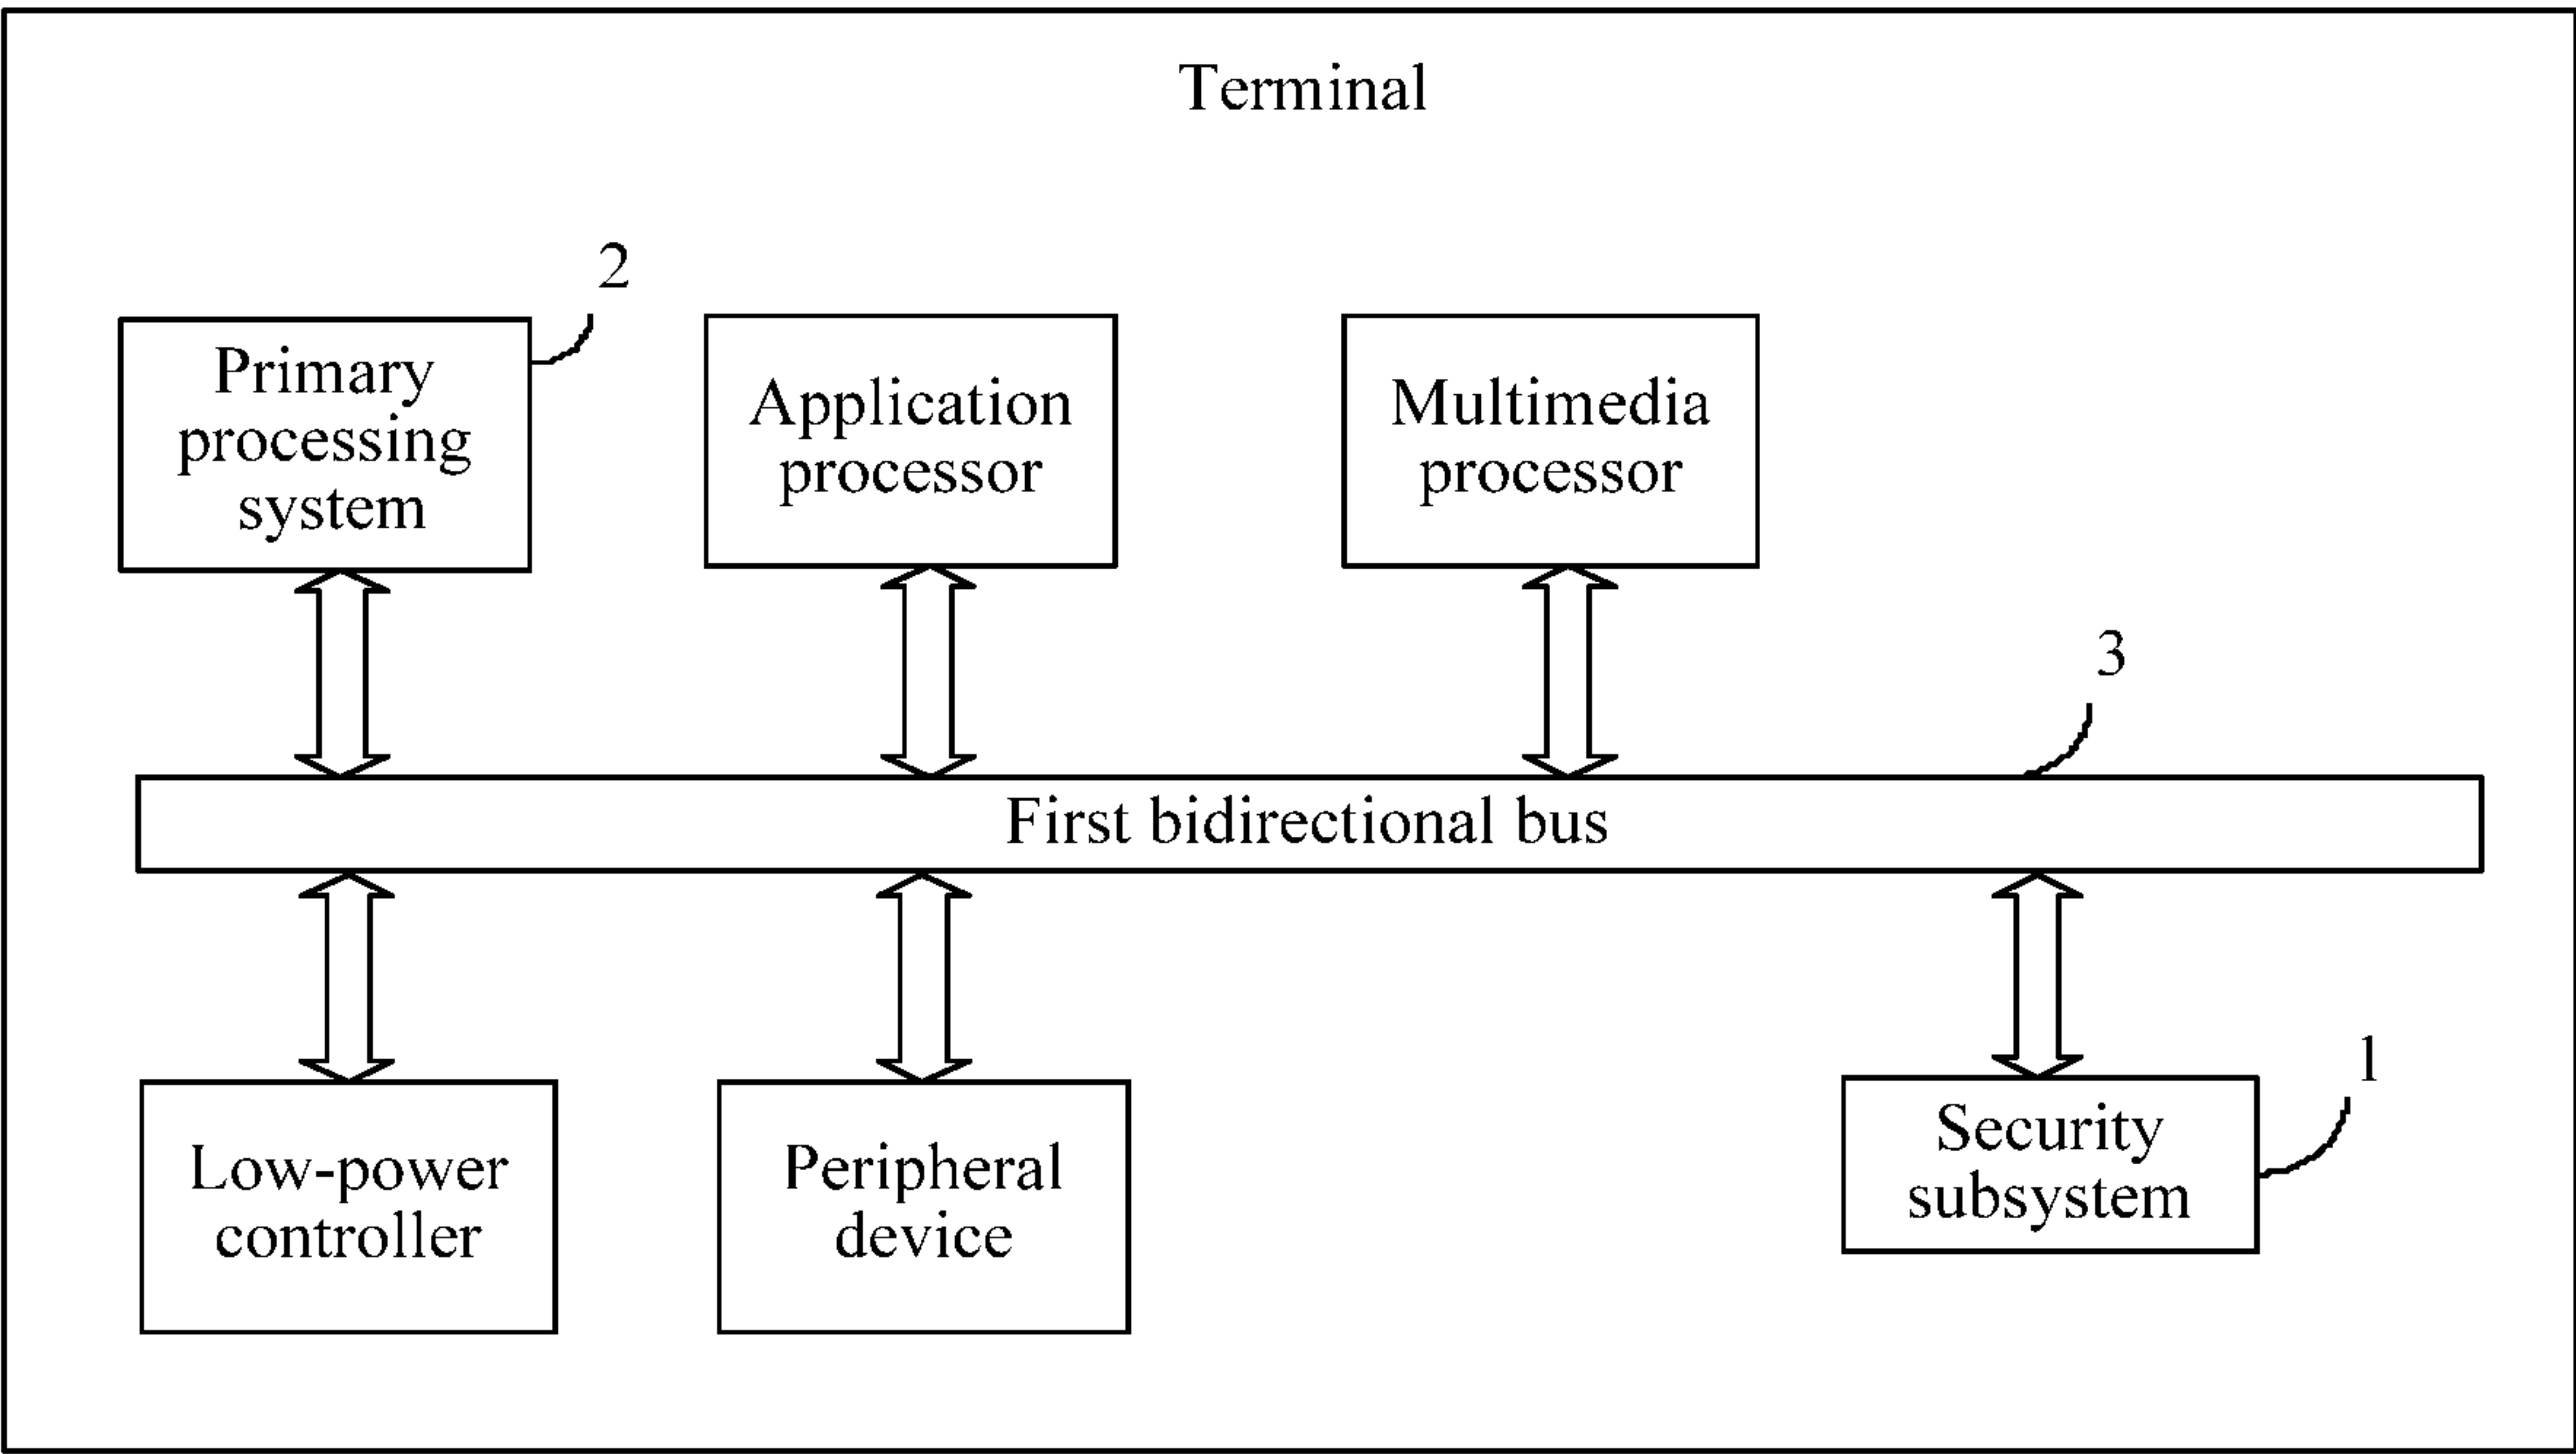 Terminal
2
Primary
processing
system
Application
processor
Multimedia
processor
3
First bidirectional bus
Low-power
controller
Peripheral
device
Security
subsystem
1